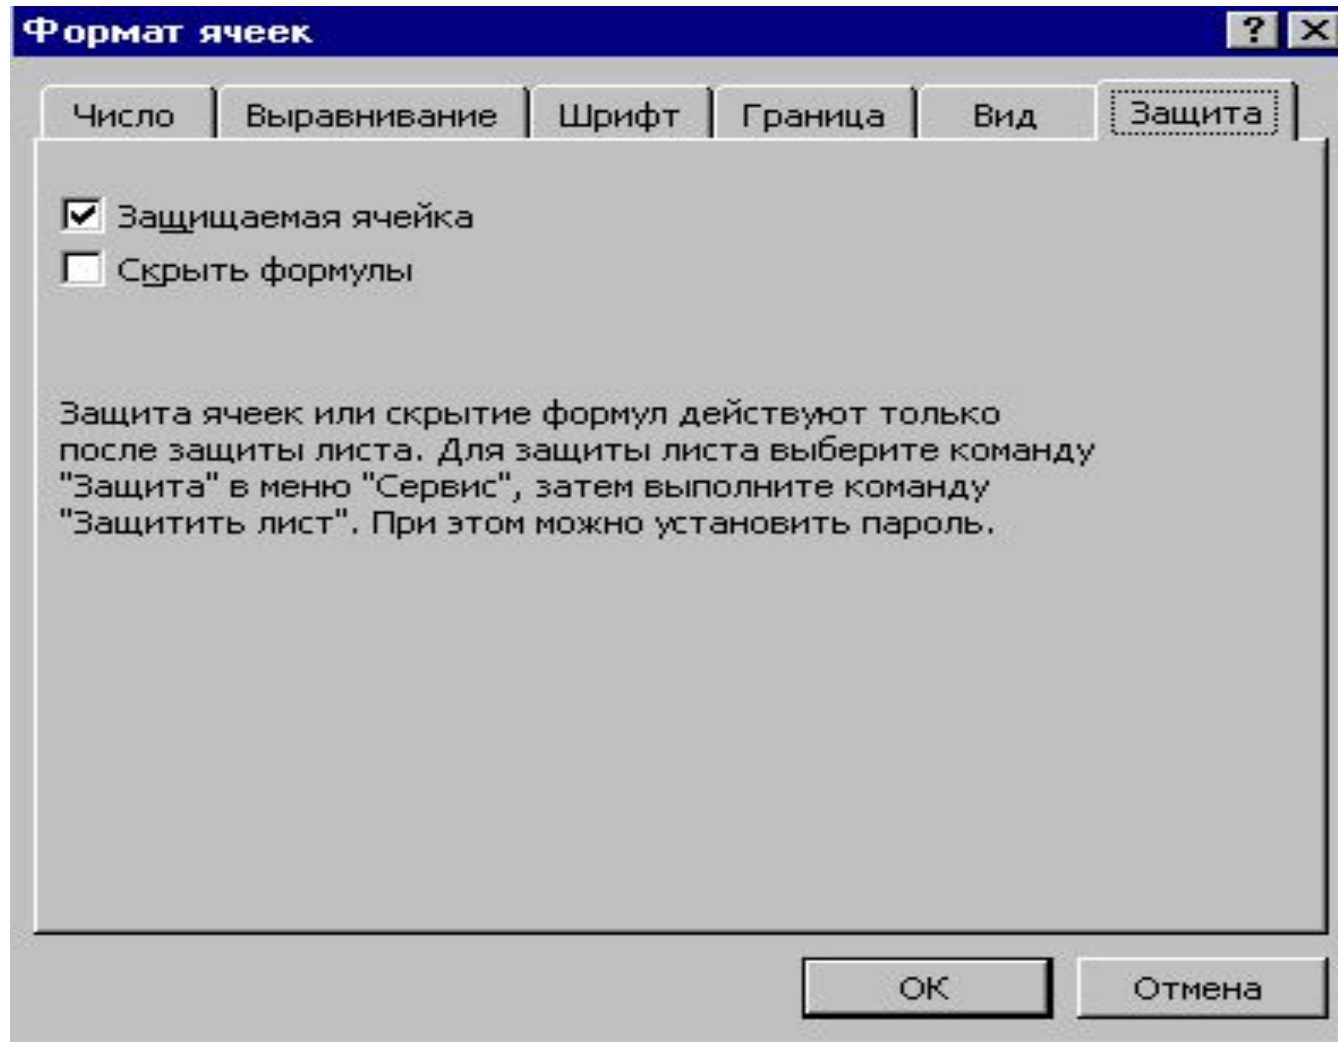 Формат ячеек
Число Выравнивание Шрифт Граница Вид Защита
Защищаемая ячейка
Скрыть формулы
Защита ячеек или скрытие формул действуют только
после защиты листа. Для защиты листа выберите команду
"Защита" в меню "Сервис", затем выполните команду
"Защитить лист". При этом можно установить пароль.
ОК Отмена